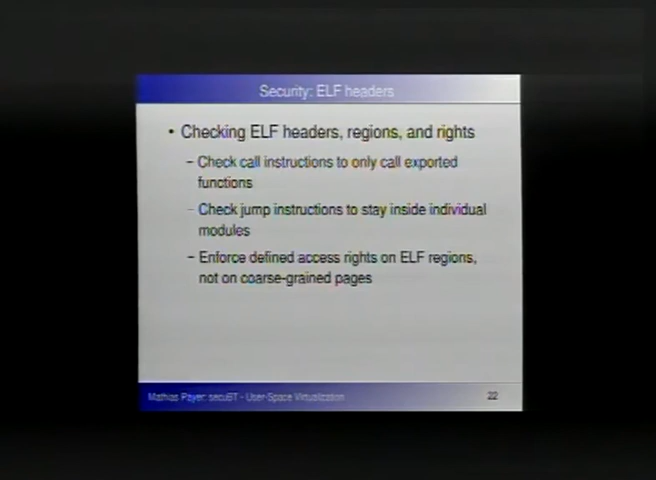 Security: ELF headers
• Checking ELF headers, regions, and rights
– Check call instructions to only call exported
functions
– Check jump instructions to stay inside individual
modules
– Enforce defined access rights on ELF regions,
not on coarse-grained pages
Mathias Payer: secuBT - User-Space Virtualization
22